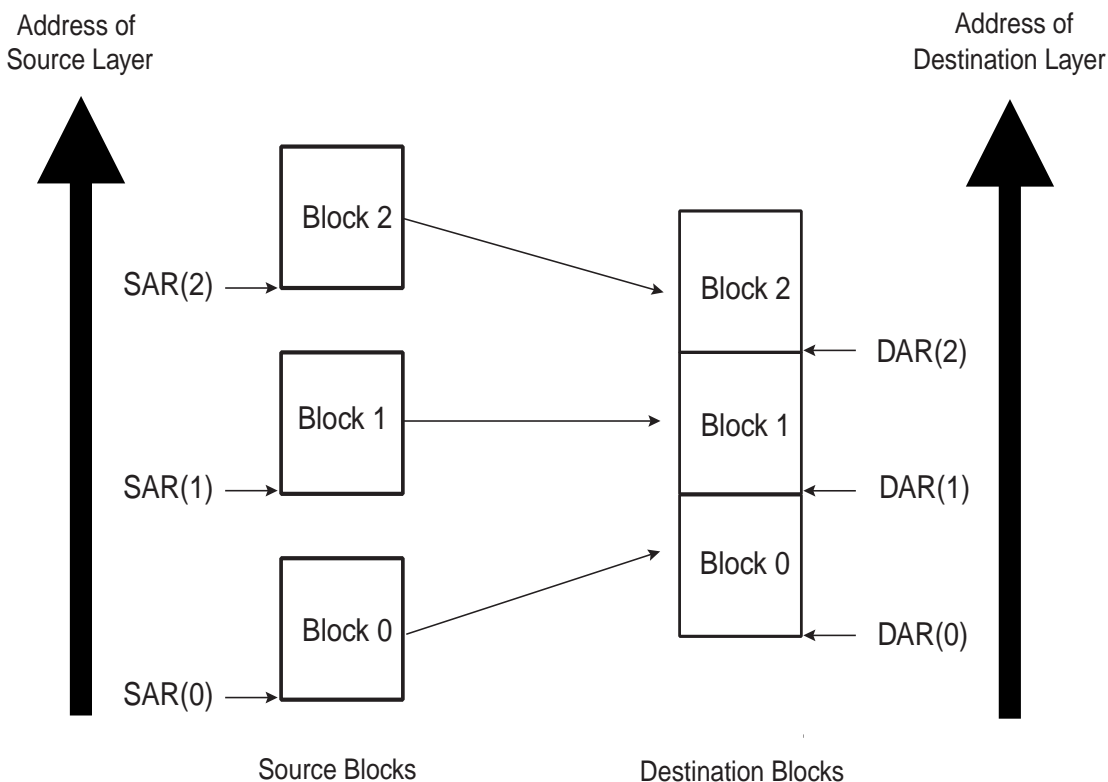 Address of
Source Layer
Address of
Destination Layer
Block 2
SAR(2)
Block 2
DAR(2)
Block 1
SAR(1)
Block 1
DAR(1)
Block 0
SAR(0)
Block 0
DAR(0)
Source Blocks
Destination Blocks